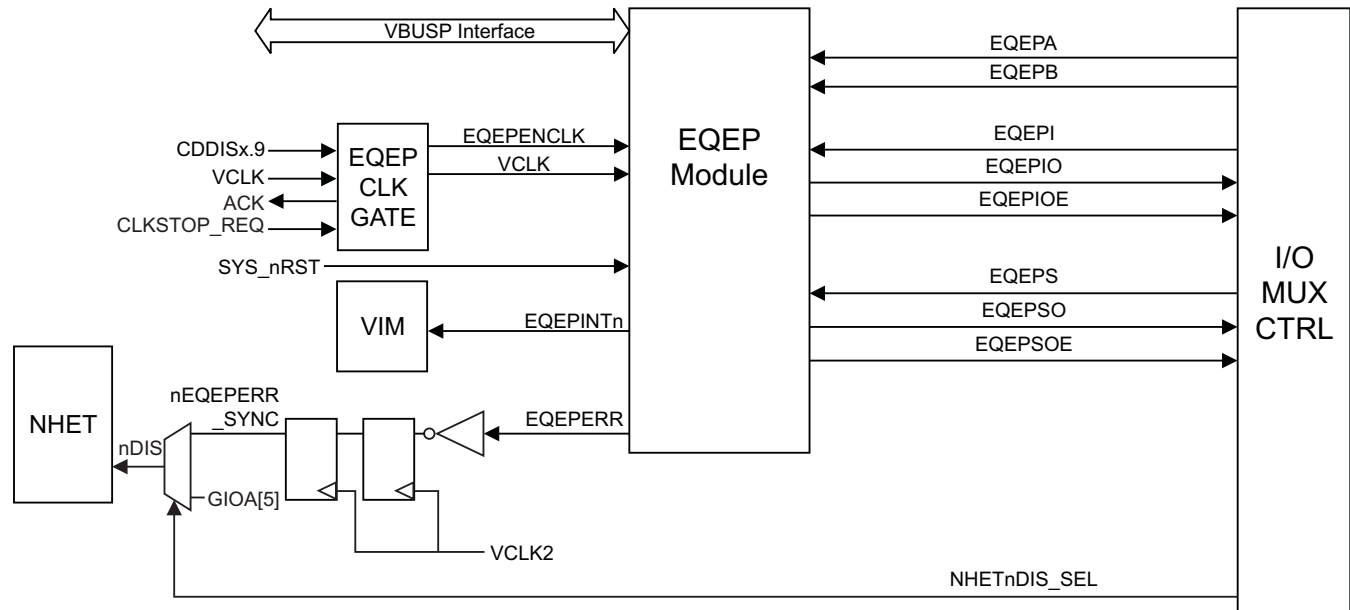 VBUSP Interface
EQEPA
EQEPB
EQEPENCLK
EQEPI
CDDISx.9
EQEP
CLK
GATE
EQEP
Module
VCLK
VCLK
EQEPIO
ACK
EQEPIOE
CLKSTOP_REQ
SYS_nRST
I/O
MUX
CTRL
EQEPS
VIM
EQEPINTn
EQEPSO
EQEPSOE
nEQEPERR
_SYNC
NHET
EQEPERR
nDIS
GIOA[5]
VCLK2
NHETnDIS_SEL